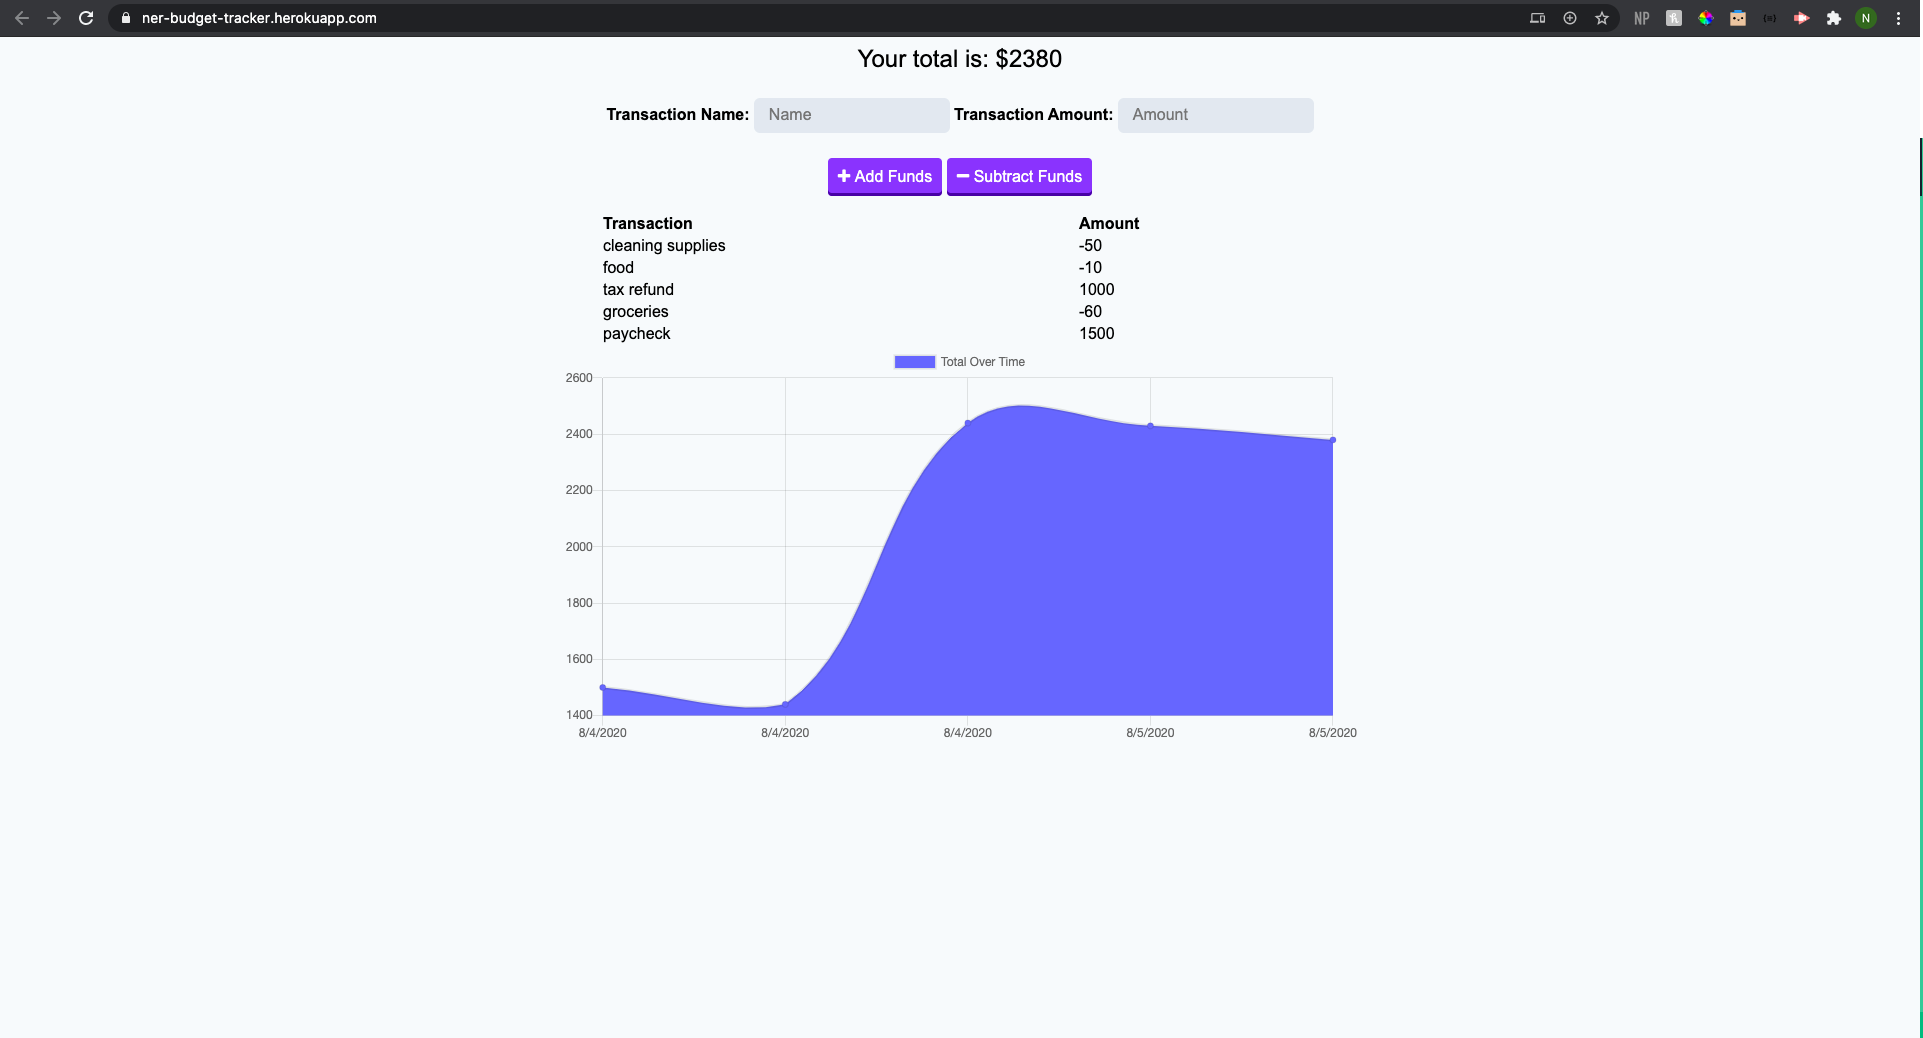 ner-budget-tracker.herokuapp.com
NP
N
Your total is: $2380
Transaction Name: Name Transaction Amount: Amount
Add Funds Subtract Funds
Transaction Amount
cleaning supplies -50
food -10
tax refund 1000
groceries -60
paycheck 1500
Total Over Time
2600
2400
2200
2000
1800
1600
1400
8/4/2020 8/4/2020 8/4/2020 8/5/2020 8/5/2020